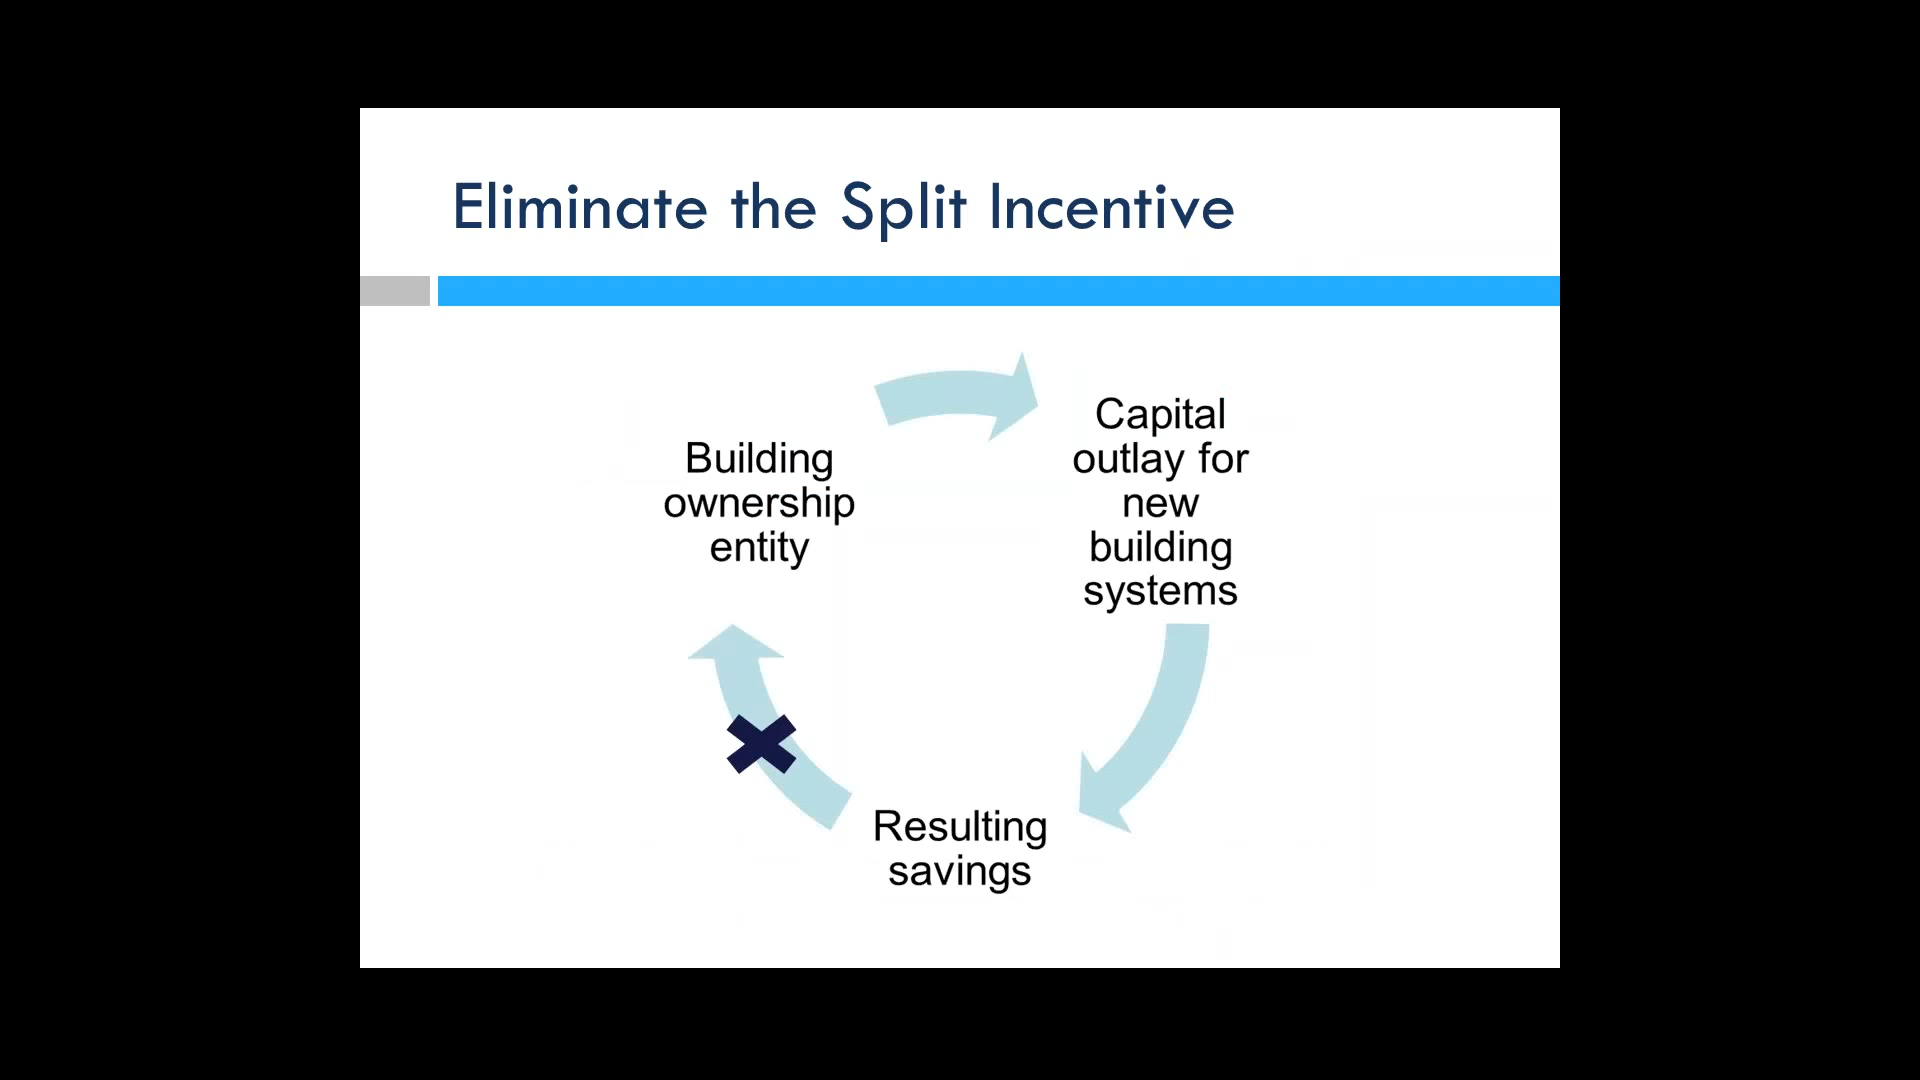 Eliminate the Split Incentive
Building
ownership
entity
Capital
outlay for
new
building
systems
Resulting
savings